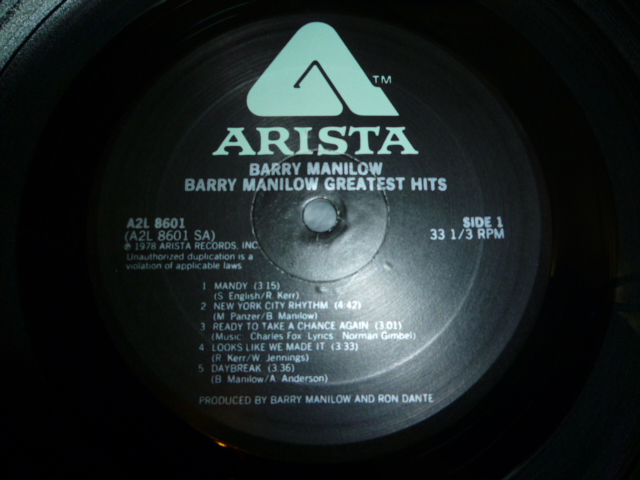 TM
ARISTA
BARRY MANILOW
BARRY MANILOW GREATEST HITS
A2L 8601
(A2L 8601 SA)
℗ 1978 ARISTA RECORDS, INC.
Unauthorized duplication is a
violation of applicable laws
SIDE 1
33 1/3 RPM
1 MANDY (3:15)
(S English/R. Kerr)
2 NEW YORK CITY RHYTHM (4:42)
(M Panzer/B. Manilow)
3 READY TO TAKE A CHANCE AGAIN (3:01)
(Music: Charles Fox Lyrics: Norman Gimbel)
4 LOOKS LIKE WE MADE IT (3:33)
(R Kerr/W. Jennings)
5 DAYBREAK (3:36)
(B Manilow/A Anderson)
PRODUCED BY BARRY MANILOW AND RON DANTE